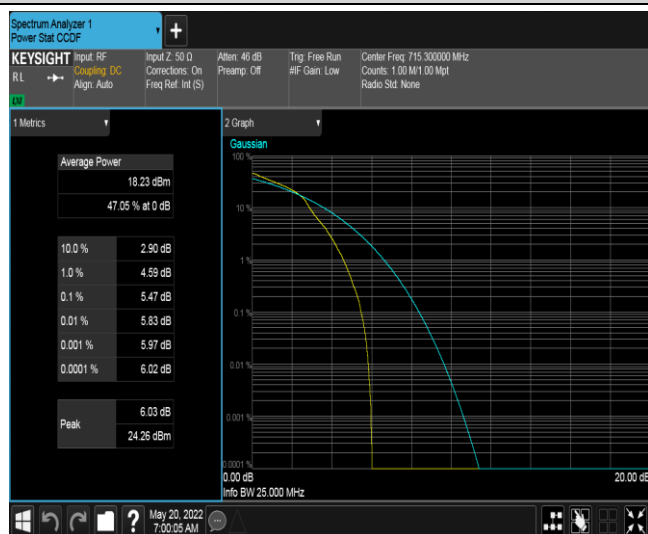 Spectrum Analyzer 1
Power Stat CCDF
+
KEYSIGHT
RL
LXI
Input: RF
Coupling: DC
Align: Auto
Input Z: 50 Ω
Corrections: On
Freq Ref: Int (S)
Atten: 46 dB
Preamp: Off
Trig: Free Run
#IF Gain: Low
Center Freq: 715.300000 MHz
Counts: 1.00 M/1.00 Mpt
Radio Std: None
1 Metrics
Average Power
18.23 dBm
47.05 % at 0 dB
10.0 % 2.90 dB
1.0 % 4.59 dB
0.1 % 5.47 dB
0.01 % 5.83 dB
0.001 % 5.97 dB
0.0001 % 6.02 dB
Peak
6.03 dB
24.26 dBm
2 Graph
Gaussian
100 %
10 %
1 %
0.1 %
0.01 %
0.001 %
0.0001 %
0.00 dB 20.00 dB
Info BW 25.000 MHz
?
May 20, 2022
7:00:05 AM